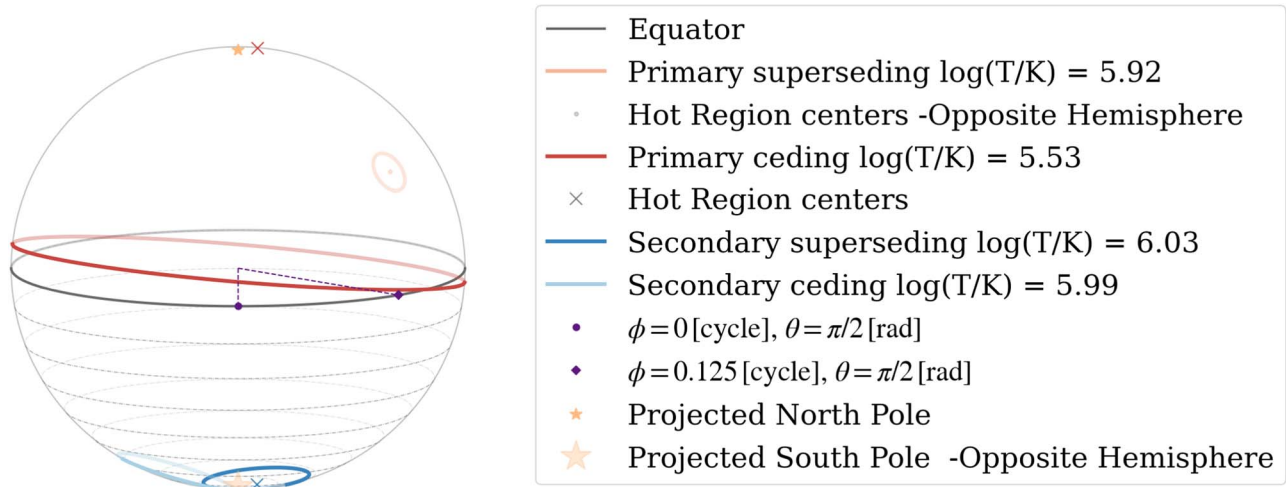 Equator
Primary superseding log(T/K) = 5.92
Hot Region centers -Opposite Hemisphere
Primary ceding log(T/K) = 5.53
Hot Region centers
Secondary superseding log(T/K) = 6.03
Secondary ceding log(T/K) = 5.99
ϕ = 0 [cycle], θ = π/2 [rad]
ϕ = 0.125 [cycle], θ = π/2 [rad]
Projected North Pole
Projected South Pole -Opposite Hemisphere